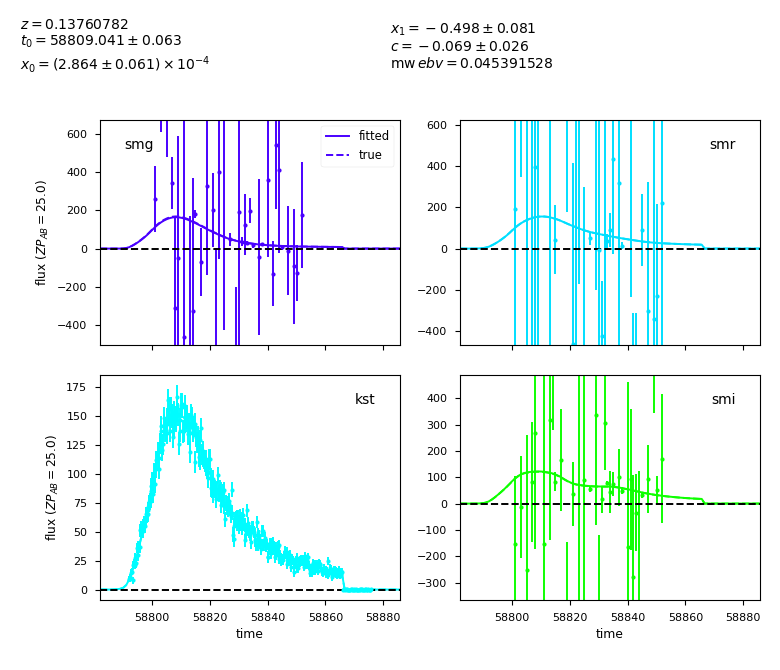 z = 0.13760782
t₀ = 58809.041 ± 0.063
x₀ = (2.864 ± 0.061) × 10⁻⁴
x₁ = −0.498 ± 0.081
c = −0.069 ± 0.026
mw ebv = 0.045391528
smg
fitted
true
600
400
200
0
−200
−400
flux (ZP_AB = 25.0)
smr
600
400
200
0
−200
−400
kst
175
150
125
100
75
50
25
0
flux (ZP_AB = 25.0)
58800 58820 58840 58860 58880
time
smi
400
300
200
100
0
−100
−200
−300
58800 58820 58840 58860 58880
time